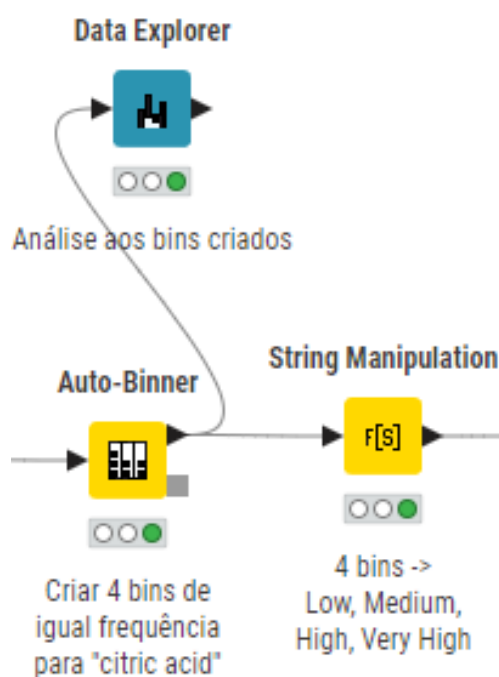 Data Explorer
Análise aos bins criados
Auto-Binner
Criar 4 bins de
igual frequência
para "citric acid"
String Manipulation
F[S]
4 bins ->
Low, Medium,
High, Very High